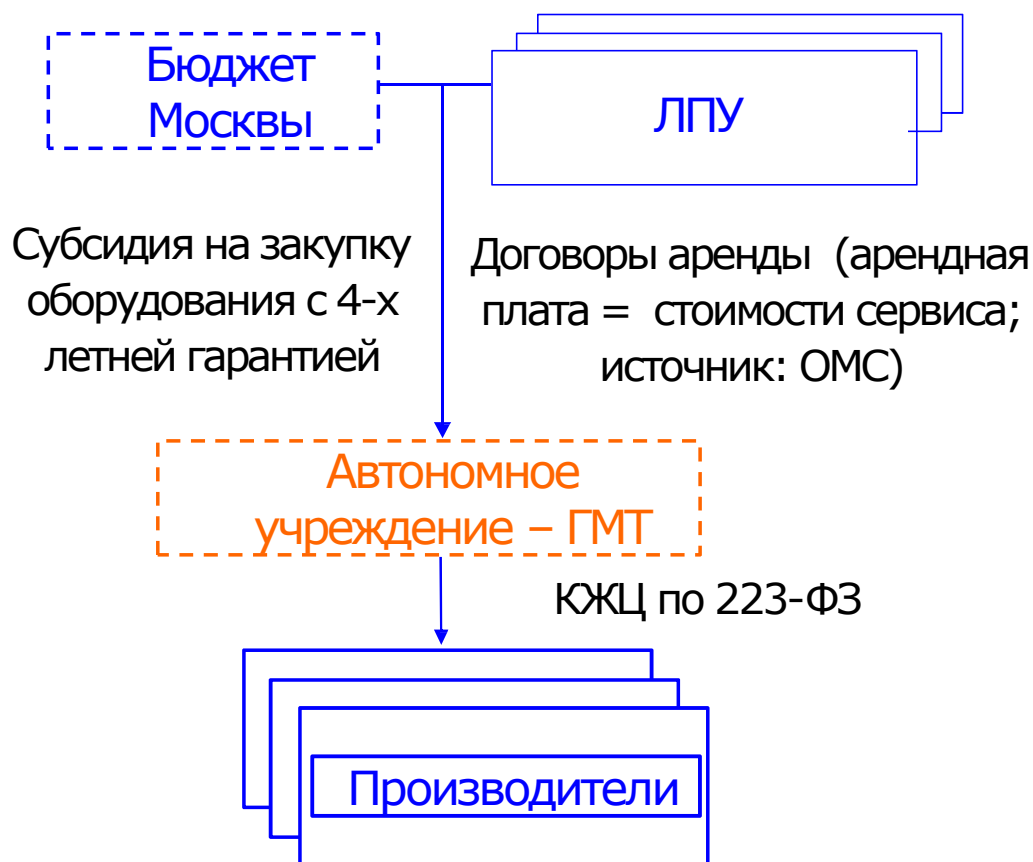 Бюджет
Москвы
ЛПУ
Субсидия на закупку
оборудования с 4-х
летней гарантией
Договоры аренды (арендная
плата = стоимости сервиса;
источник: ОМС)
Автономное
учреждение – ГМТ
КЖЦ по 223-ФЗ
Производители